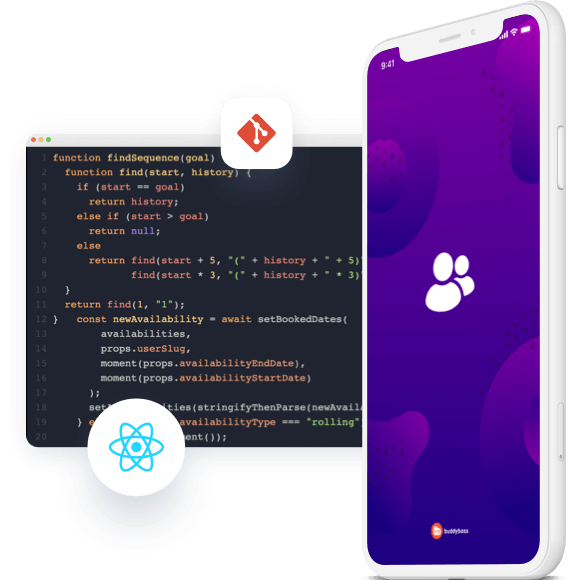 9:41
1 function findSequence(goal)
2 function find(start, history) {
3 if (start == goal)
4 return history;
5 else if (start > goal)
6 return null;
7 else
8 return find(start + 5, "(" + history + " + 5)"
9 find(start * 3, "(" + history + " * 3)"
10 }
11 return find(1, "1");
12 } const newAvailability = await setBookedDates(
13 availabilities,
14 props.userSlug,
15 moment(props.availabilityEndDate),
16 moment(props.availabilityStartDate)
17 );
18 set ities(stringifyThenParse(newAvaila
19 } e availabilityType === "rolling"
20 ent());
buddyboss